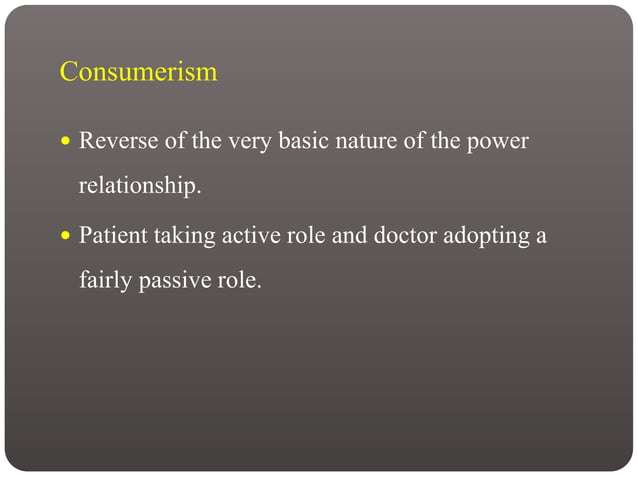 Consumerism
Reverse of the very basic nature of the power
relationship.
Patient taking active role and doctor adopting a
fairly passive role.